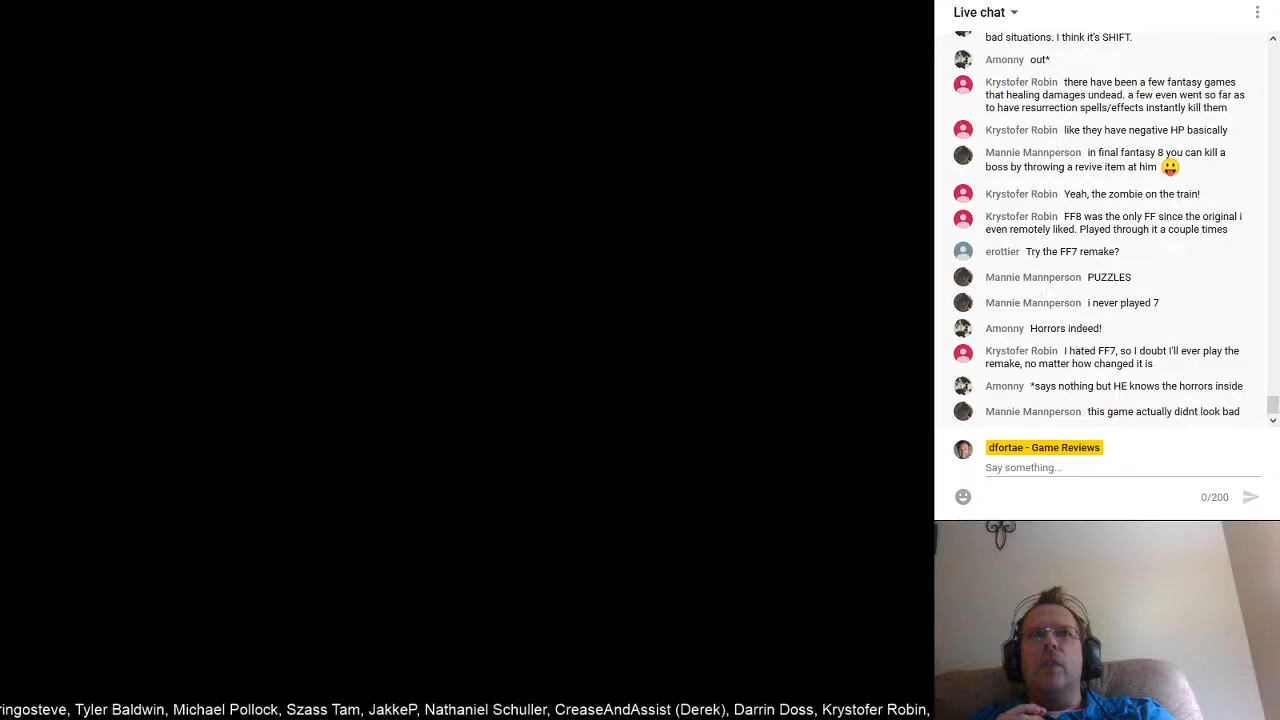 Live chat
bad situations. I think it's SHIFT.
Amonny out*
Krystofer Robin there have been a few fantasy games
that healing damages undead. a few even went so far as
to have resurrection spells/effects instantly kill them
Krystofer Robin like they have negative HP basically
Mannie Mannperson in final fantasy 8 you can kill a
boss by throwing a revive item at him
Krystofer Robin Yeah, the zombie on the train!
Krystofer Robin FF8 was the only FF since the original i
even remotely liked. Played through it a couple times
erottier Try the FF7 remake?
Mannie Mannperson PUZZLES
Mannie Mannperson i never played 7
Amonny Horrors indeed!
Krystofer Robin I hated FF7, so I doubt I'll ever play the
remake, no matter how changed it is
Amonny *says nothing but HE knows the horrors inside
Mannie Mannperson this game actually didnt look bad
dfortae - Game Reviews
Say something...
0/200
ringosteve, Tyler Baldwin, Michael Pollock, Szass Tam, JakkeP, Nathaniel Schuller, CreaseAndAssist (Derek), Darrin Doss, Krystofer Robin,